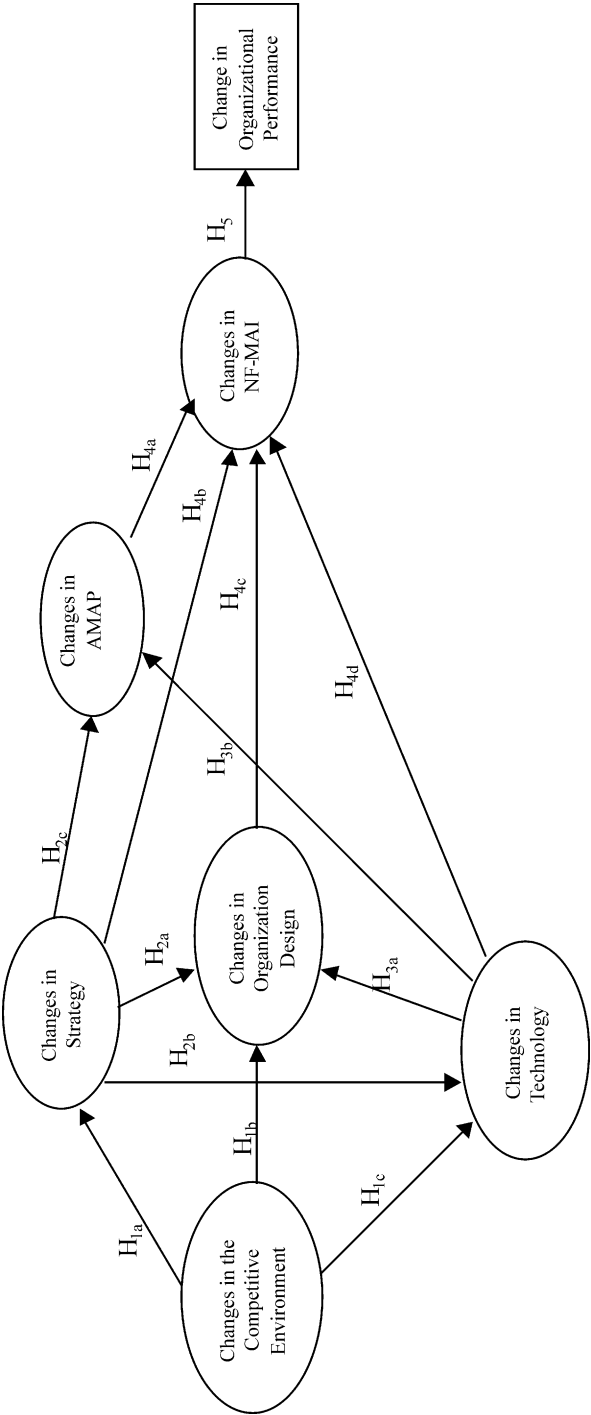 Changes in the
Competitive
Environment
H1a
H1b
H1c
Changes in
Strategy
H2a
H2b
H2c
Changes in
Organization
Design
Changes in
Technology
H3a
H3b
Changes in
AMAP
H4a
H4b
H4c
H4d
Changes in
NF-MAI
H5
Change in
Organizational
Performance